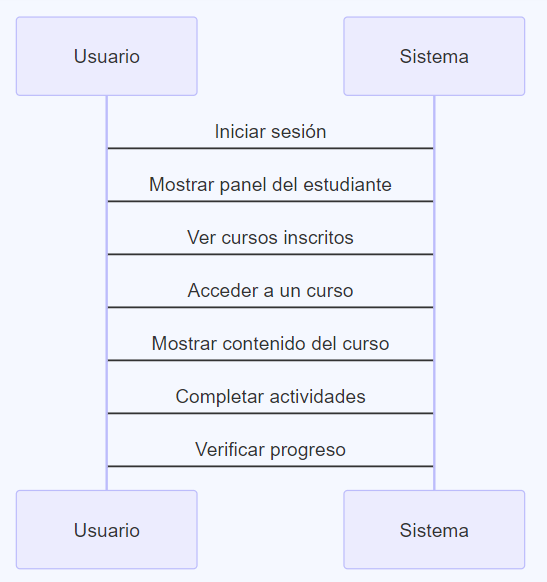 Usuario
Sistema
Iniciar sesión
Mostrar panel del estudiante
Ver cursos inscritos
Acceder a un curso
Mostrar contenido del curso
Completar actividades
Verificar progreso
Usuario
Sistema